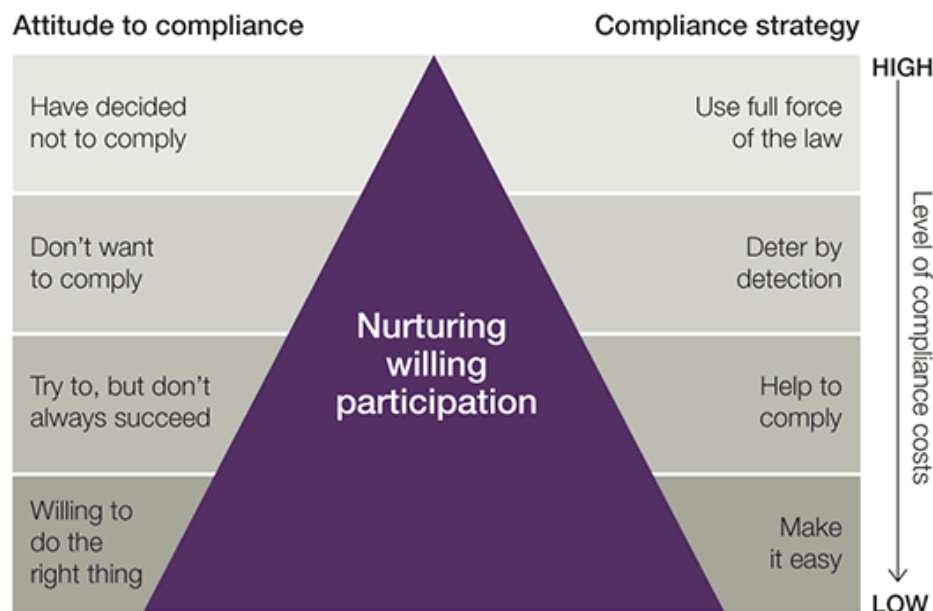 Attitude to compliance
Compliance strategy
HIGH
Have decided
not to comply
Use full force
of the law
Don't want
to comply
Deter by
detection
Nurturing
willing
participation
Level of compliance costs
Try to, but don't
always succeed
Help to
comply
Willing to
do the
right thing
Make
it easy
LOW